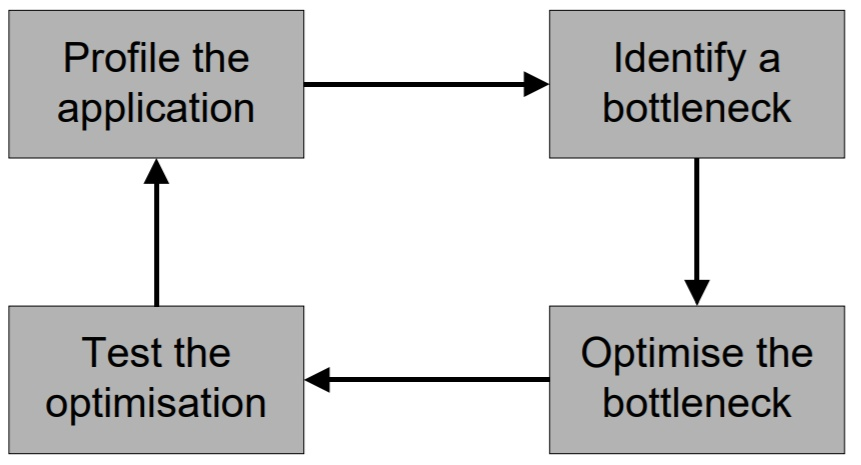 Profile the
application
Identify a
bottleneck
Test the
optimisation
Optimise the
bottleneck